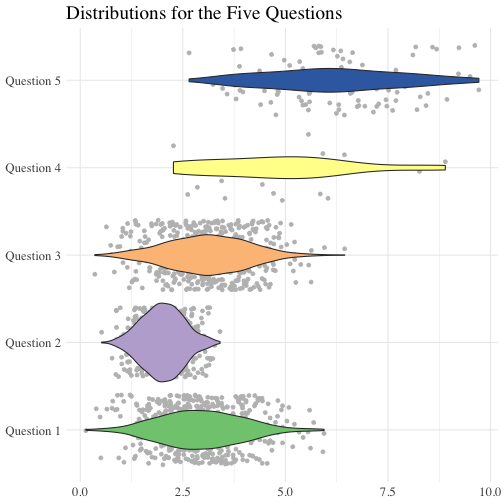 Distributions for the Five Questions
Question 5
Question 4
Question 3
Question 2
Question 1
0.0 2.5 5.0 7.5 10.0